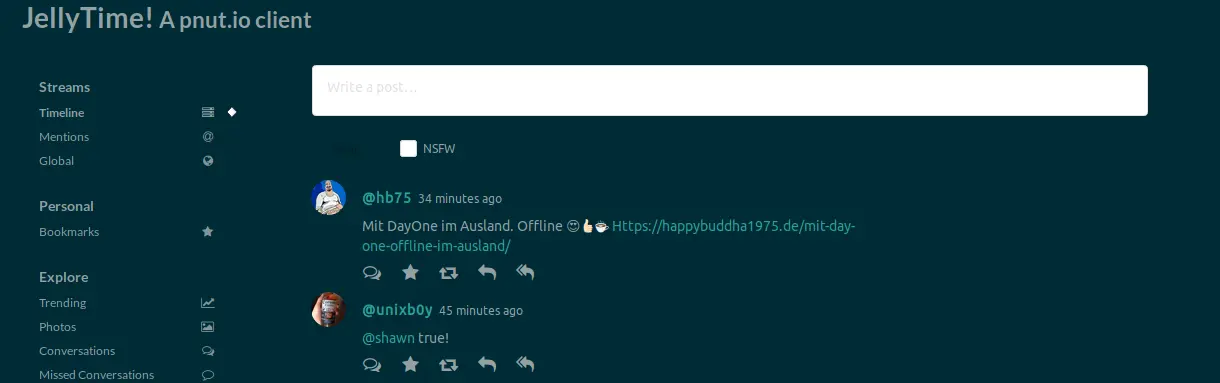 JellyTime! A pnut.io client
Streams
Timeline
Mentions
@
Global
Personal
Bookmarks
Explore
Trending
Photos
Conversations
Missed Conversations
Write a post...
NSFW
@hb75 34 minutes ago
Mit DayOne im Ausland. Offline 😍👍🏻☕ Https://happybuddha1975.de/mit-day-
one-offline-im-ausland/
@unixb0y 45 minutes ago
@shawn true!